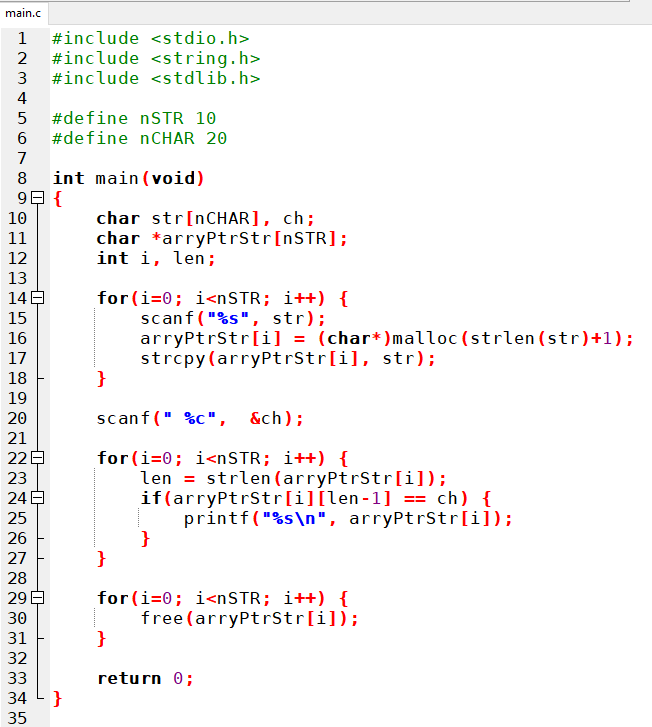 main.c
1 #include <stdio.h>
2 #include <string.h>
3 #include <stdlib.h>
4
5 #define nSTR 10
6 #define nCHAR 20
7
8 int main(void)
9 {
10     char str[nCHAR], ch;
11     char *arryPtrStr[nSTR];
12     int i, len;
13
14     for(i=0; i<nSTR; i++) {
15         scanf("%s", str);
16         arryPtrStr[i] = (char*)malloc(strlen(str)+1);
17         strcpy(arryPtrStr[i], str);
18     }
19
20     scanf(" %c",  &ch);
21
22     for(i=0; i<nSTR; i++) {
23         len = strlen(arryPtrStr[i]);
24         if(arryPtrStr[i][len-1] == ch) {
25             printf("%s\n", arryPtrStr[i]);
26         }
27     }
28
29     for(i=0; i<nSTR; i++) {
30         free(arryPtrStr[i]);
31     }
32
33     return 0;
34 }
35